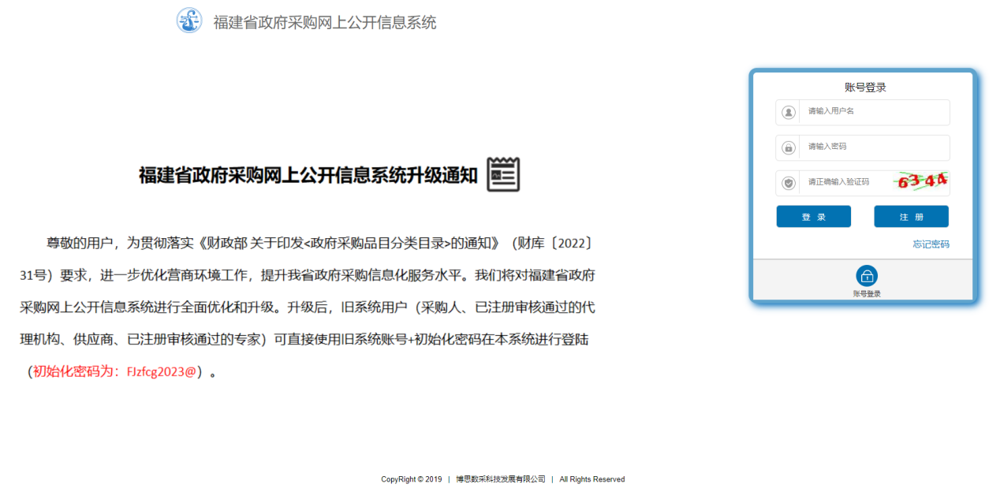 福建省政府采购网上公开信息系统
账号登录
请输入用户名
请输入密码
请正确输入验证码
6344
登 录
注 册
忘记密码
账号登录
福建省政府采购网上公开信息系统升级通知
尊敬的用户，为贯彻落实《财政部 关于印发<政府采购品目分类目录>的通知》（财库〔2022〕
31号）要求，进一步优化营商环境工作，提升我省政府采购信息化服务水平。我们将对福建省政府
采购网上公开信息系统进行全面优化和升级。升级后，旧系统用户（采购人、已注册审核通过的代
理机构、供应商、已注册审核通过的专家）可直接使用旧系统账号+初始化密码在本系统进行登陆
（初始化密码为：FJzfcg2023@）。
CopyRight © 2019 | 博思数采科技发展有限公司 | All Rights Reserved